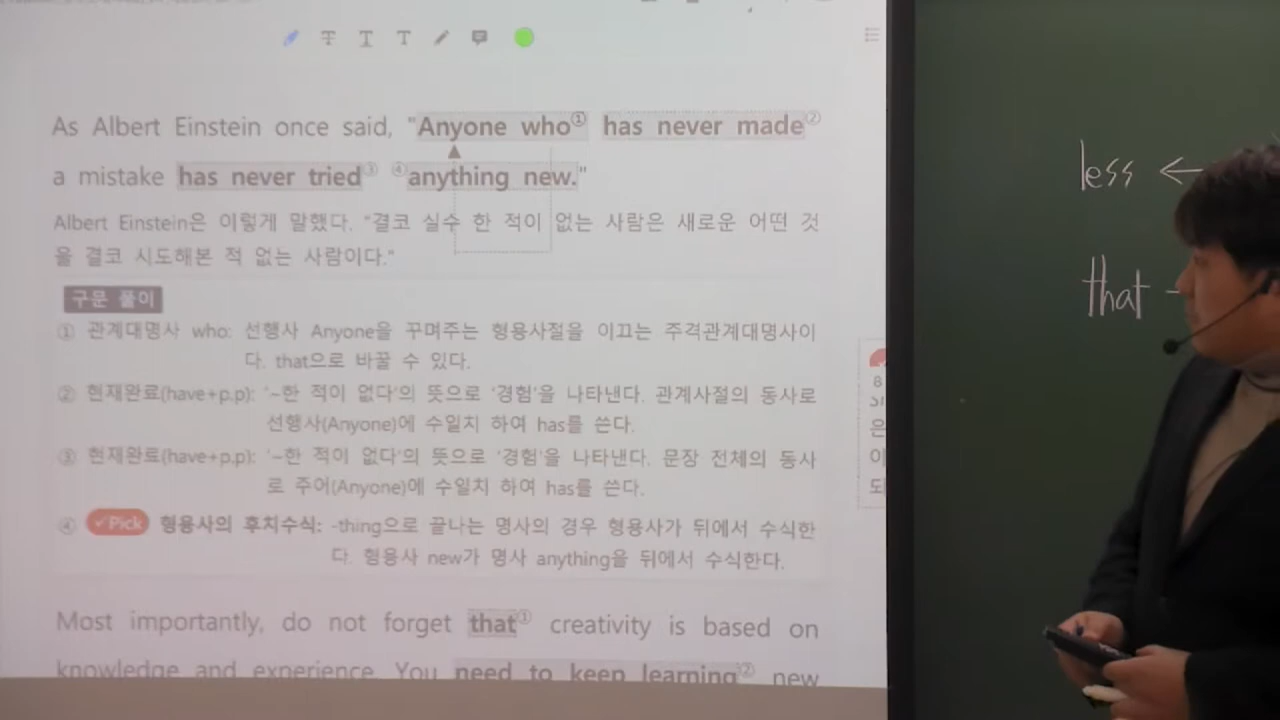 As Albert Einstein once said, "Anyone who① has never made②
a mistake has never tried③ ④anything new."
Albert Einstein은 이렇게 말했다. "결코 실수 한 적이 없는 사람은 새로운 어떤 것
을 결코 시도해본 적 없는 사람이다."
구문 풀이
① 관계대명사 who: 선행사 Anyone을 꾸며주는 형용사절을 이끄는 주격관계대명사이
다. that으로 바꿀 수 있다.
② 현재완료(have+p.p): '~한 적이 없다'의 뜻으로 '경험'을 나타낸다. 관계사절의 동사로
선행사(Anyone)에 수일치 하여 has를 쓴다.
③ 현재완료(have+p.p): '~한 적이 없다'의 뜻으로 '경험'을 나타낸다. 문장 전체의 동사
로 주어(Anyone)에 수일치 하여 has를 쓴다.
④ ✓Pick 형용사의 후치수식: -thing으로 끝나는 명사의 경우 형용사가 뒤에서 수식한
다. 형용사 new가 명사 anything을 뒤에서 수식한다.
Most importantly, do not forget that① creativity is based on
knowledge and experience. You need to keep learning② new
less ←
that